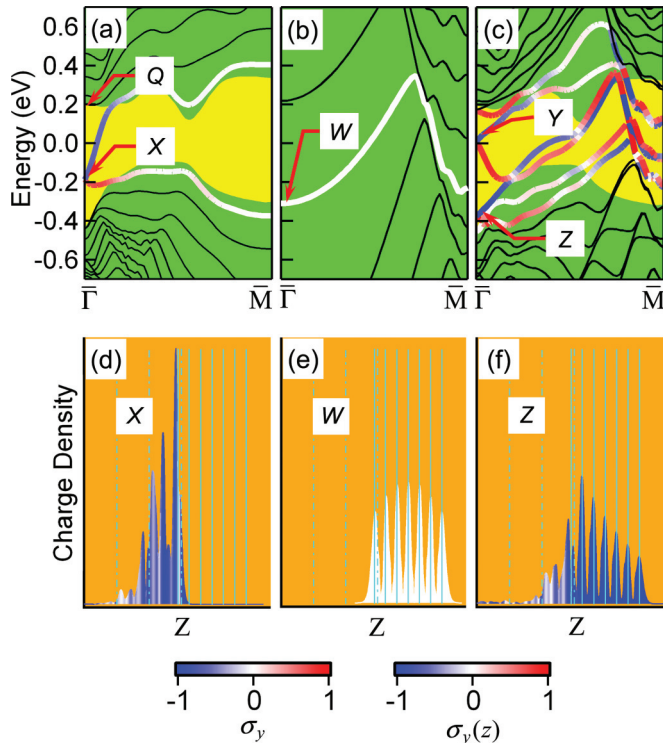 (a) (b) (c)
Energy (eV)
0.6
0.4
0.2
0.0
-0.2
-0.4
-0.6
Q
X
W
Y
Z
Γ̄ M̄ Γ̄ M̄ Γ̄ M̄
(d) (e) (f)
X W Z
Charge Density
Z Z Z
-1 0 1 -1 0 1
σy σy(z)